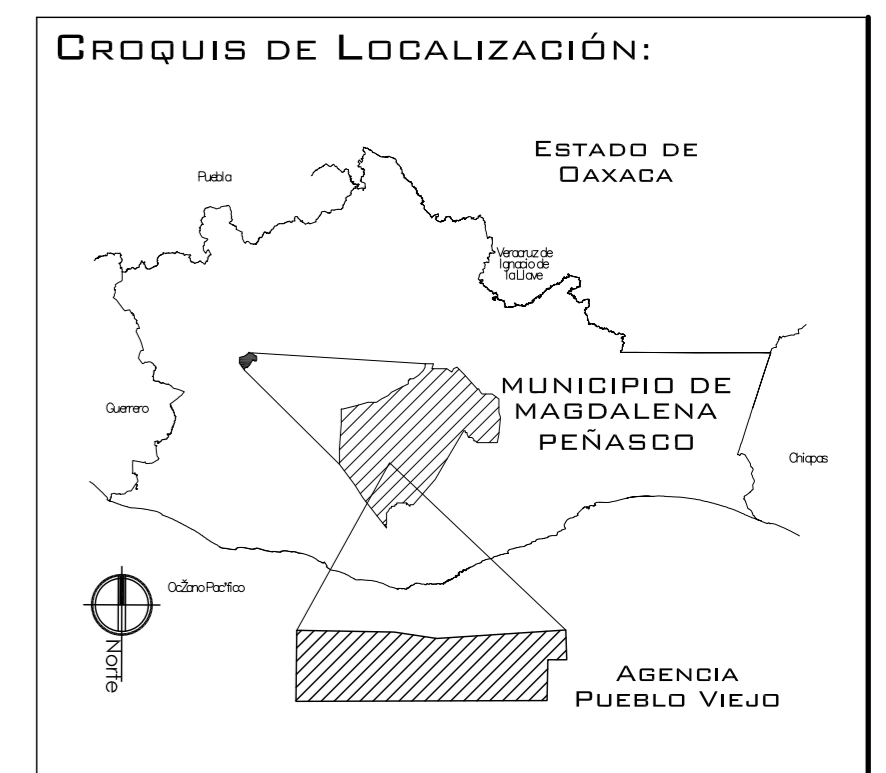 CROQUIS DE LOCALIZACIÓN:
ESTADO DE
OAXACA
Puebla
Veracruz de
Ignacio de
la Llave
MUNICIPIO DE
MAGDALENA
PEÑASCO
Guerrero
Chiapas
OcŽano Pac"fico
Norte
AGENCIA
PUEBLO VIEJO